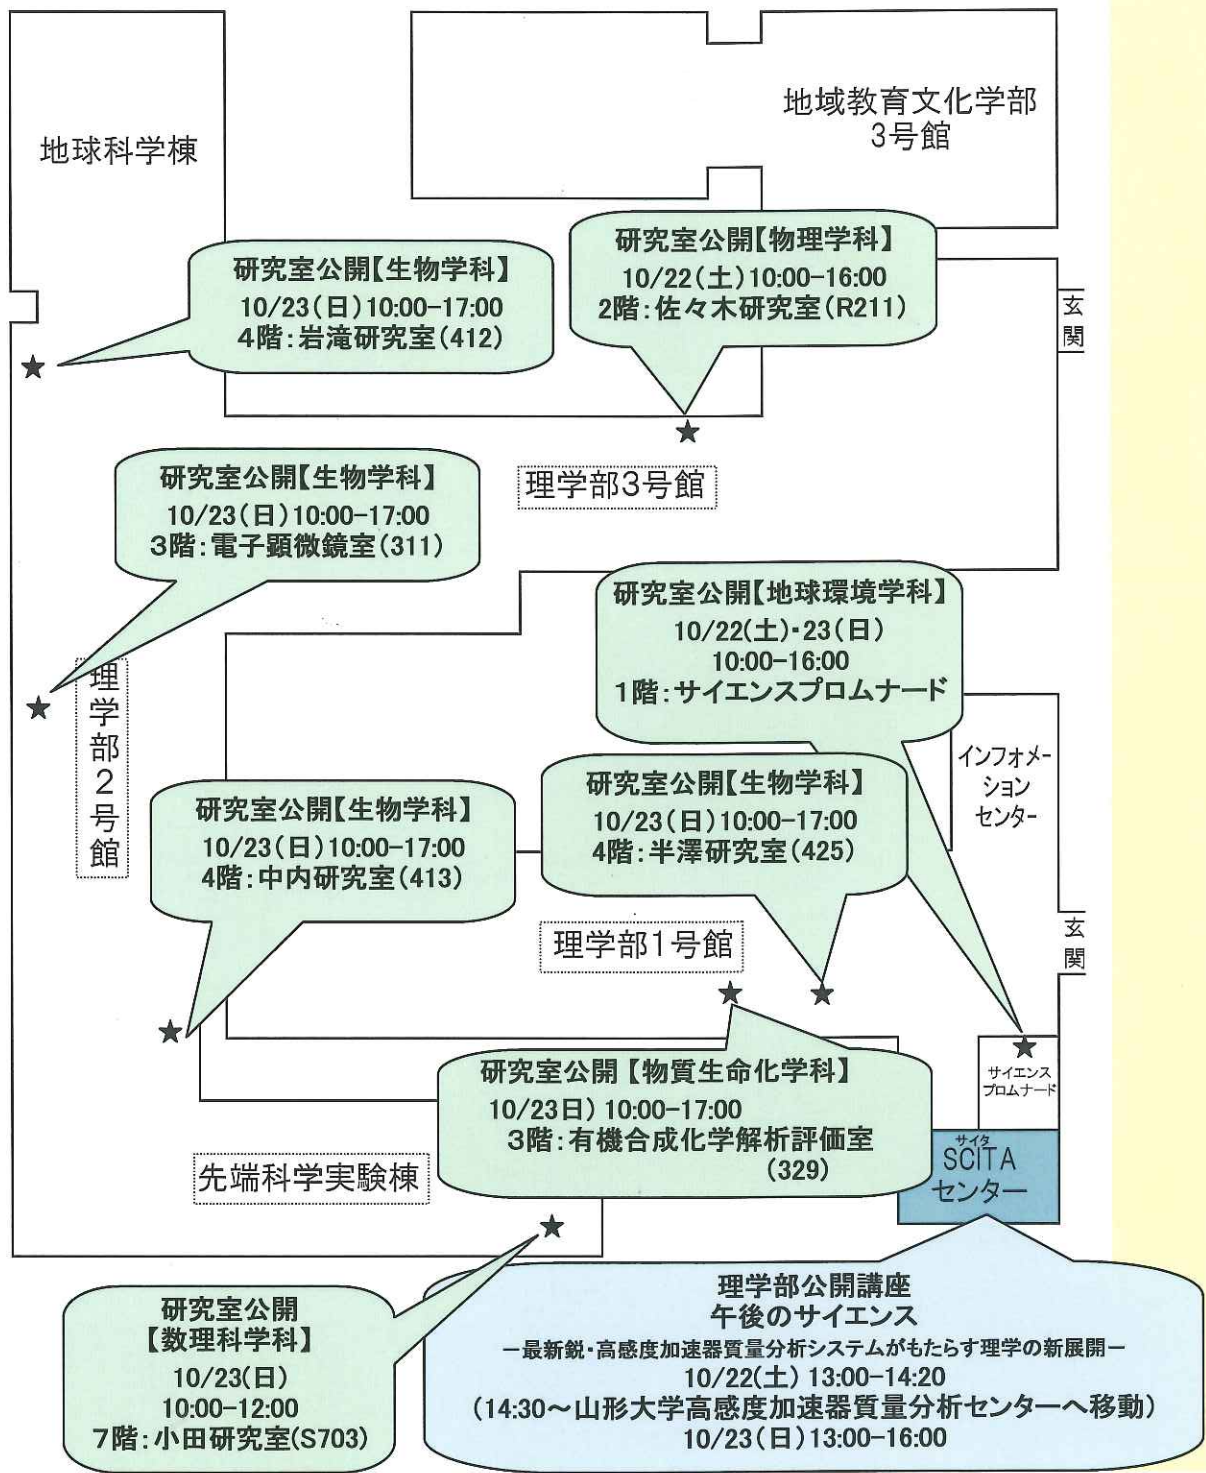 地域教育文化学部
3号館
地球科学棟
研究室公開【生物学科】
10/23(日)10:00-17:00
4階:岩滝研究室(412)
研究室公開【物理学科】
10/22(土)10:00-16:00
2階:佐々木研究室(R211)
玄関
研究室公開【生物学科】
10/23(日)10:00-17:00
3階:電子顕微鏡室(311)
理学部3号館
研究室公開【地球環境学科】
10/22(土)・23(日)
10:00-16:00
1階:サイエンスプロムナード
理学部2号館
インフォメー
ション
センター
研究室公開【生物学科】
10/23(日)10:00-17:00
4階:中内研究室(413)
研究室公開【生物学科】
10/23(日)10:00-17:00
4階:半澤研究室(425)
理学部1号館
玄関
サイエンス
プロムナード
研究室公開【物質生命化学科】
10/23日) 10:00-17:00
3階:有機合成化学解析評価室
(329)
先端科学実験棟
サイタ
SCITA
センター
研究室公開
【数理科学科】
10/23(日)
10:00-12:00
7階:小田研究室(S703)
理学部公開講座
午後のサイエンス
-最新鋭・高感度加速器質量分析システムがもたらす理学の新展開-
10/22(土) 13:00-14:20
(14:30~山形大学高感度加速器質量分析センターへ移動)
10/23(日)13:00-16:00